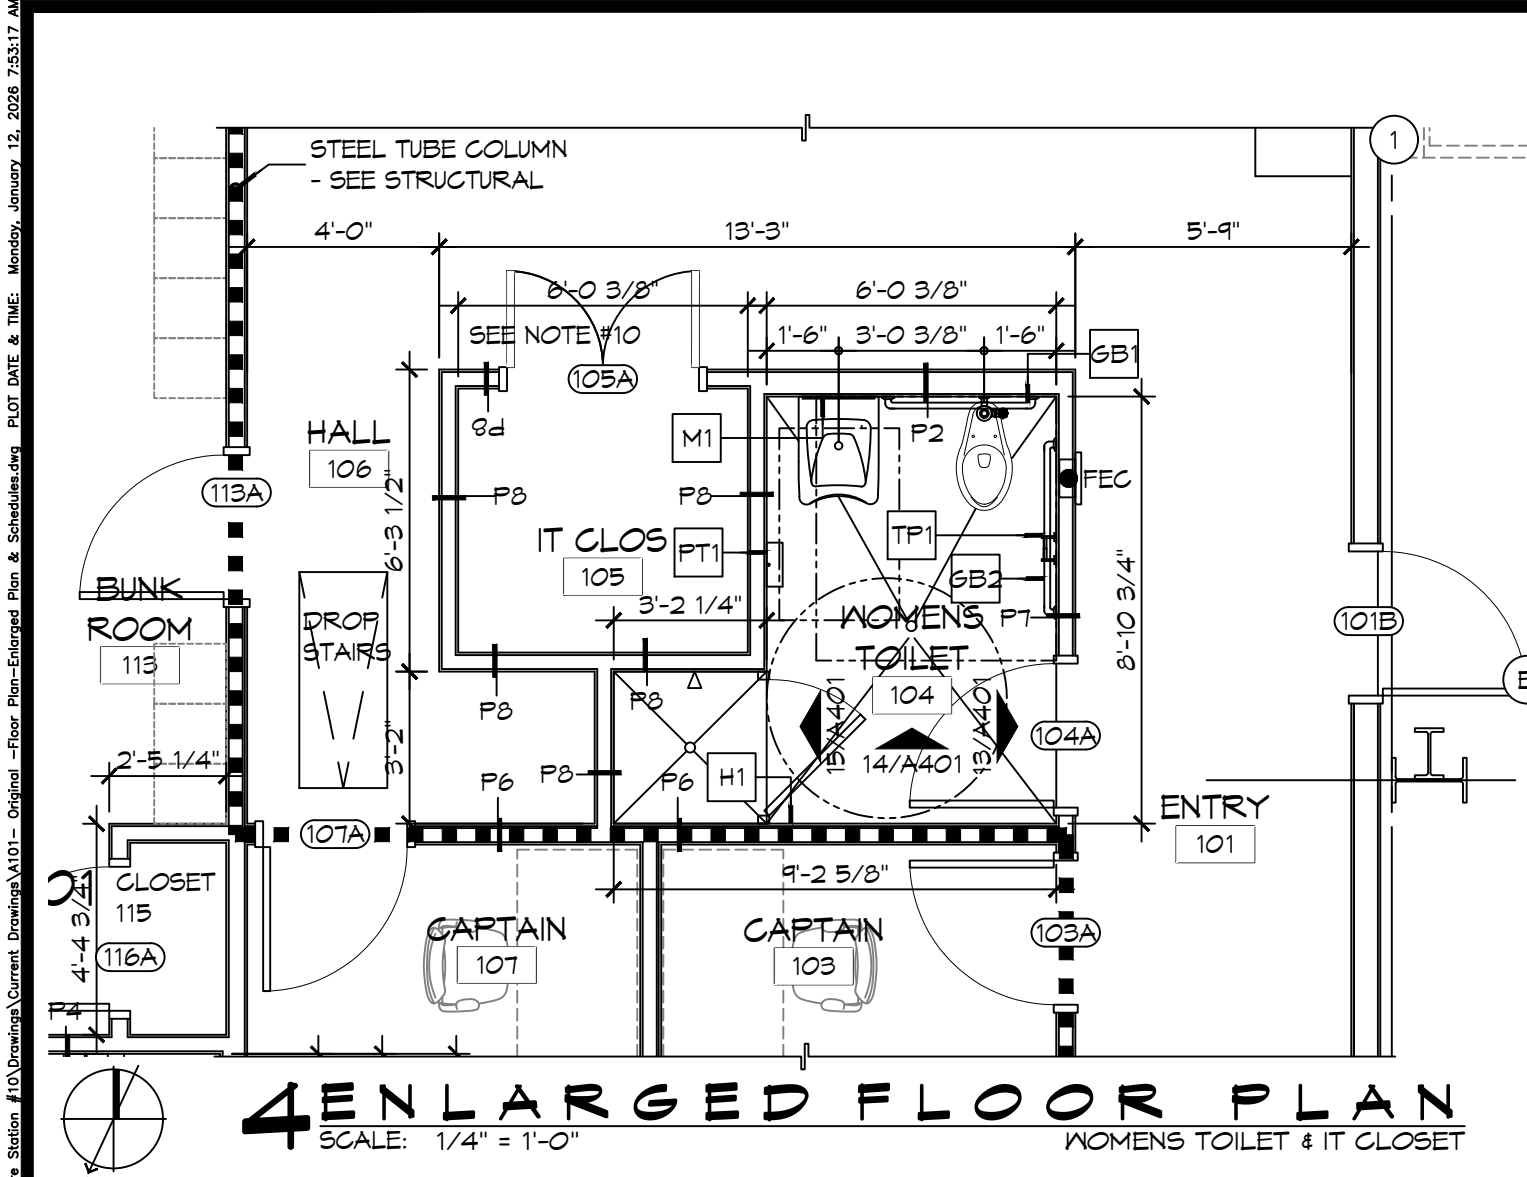 STEEL TUBE COLUMN
- SEE STRUCTURAL
1
4'-0"
13'-3"
5'-9"
6'-0 3/8"
6'-0 3/8"
SEE NOTE #10
1'-6"
3'-0 3/8"
1'-6"
GB1
105A
P8
M1
P2
HALL
106
113A
6'-3 1/2"
P8
P8
FEC
IT CLOS
105
PT1
TP1
GB2
8'-10 3/4"
BUNK
ROOM
113
DROP
STAIRS
3'-2 1/4"
WOMENS
TOILET
104
P7
101B
E
P8
P8
15/A401
14/A401
13/A401
104A
2'-5 1/4"
3'-2"
P6
P8
P6
H1
ENTRY
101
107A
CLOSET
115
4'-4 3/4"
116A
P4
9'-2 5/8"
CAPTAIN
107
CAPTAIN
103
103A
4 ENLARGED FLOOR PLAN
SCALE: 1/4" = 1'-0"
WOMENS TOILET & IT CLOSET
Station #10\Drawings\Current Drawings\A101- Original -Floor Plan-Enlarged Plan & Schedules.dwg PLOT DATE & TIME: Monday, January 12, 2026 7:53:17 AM